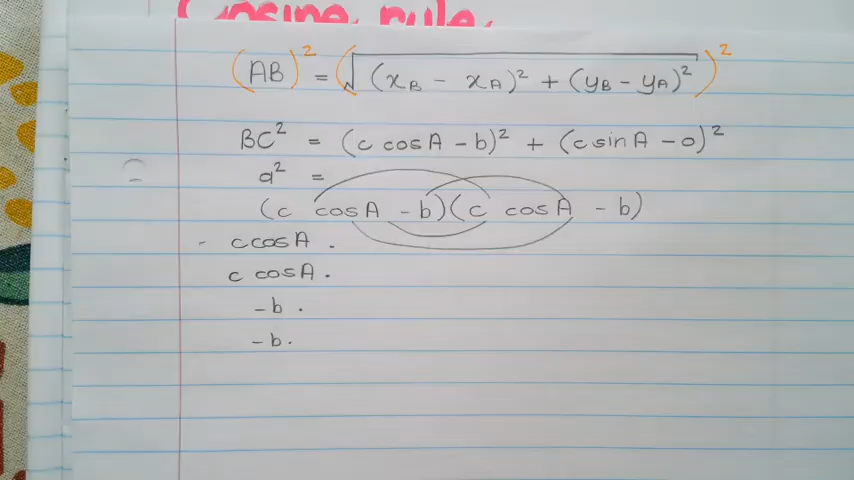 Cosine rule.
(AB)² = (√(x_B - x_A)² + (y_B - y_A)²)²
BC² = (c cosA - b)² + (c sinA - 0)²
a² =
(c cosA - b)(c cosA - b)
- c cosA .
c cosA .
- b .
- b .